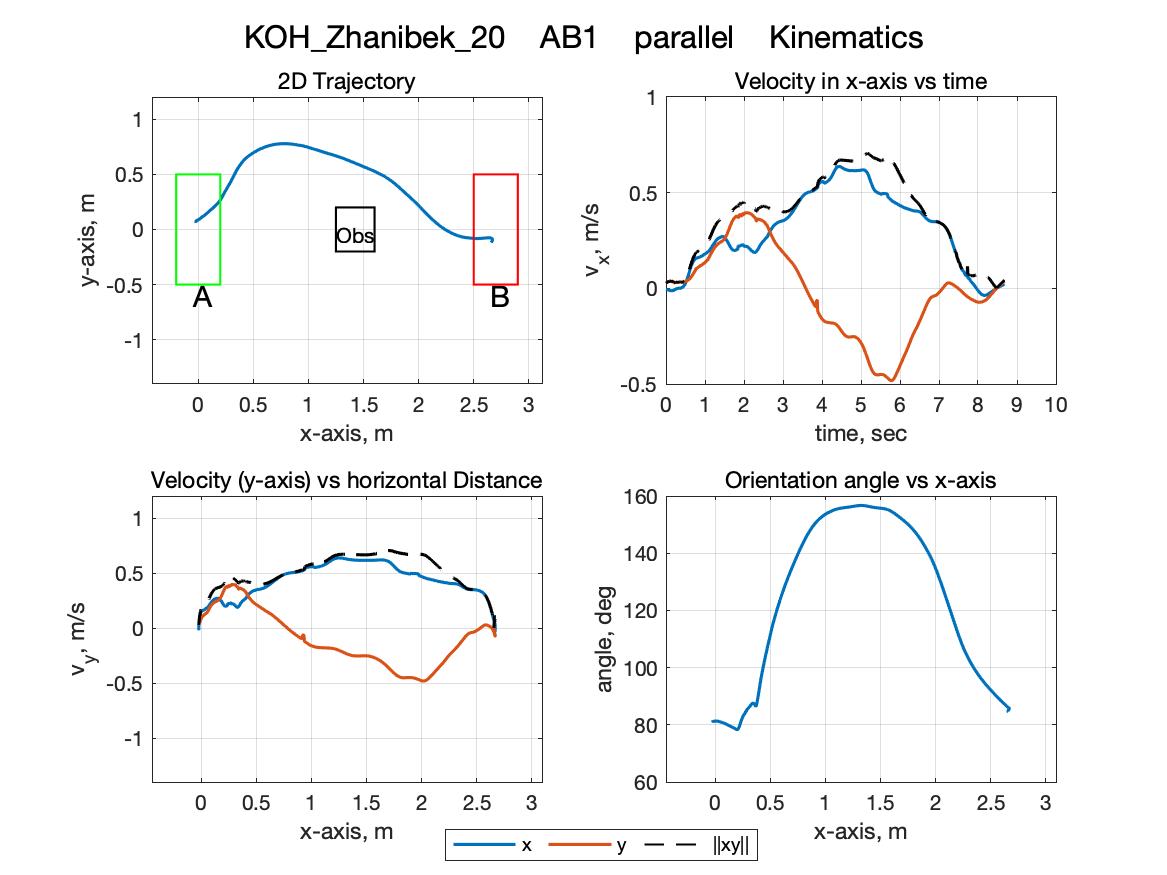 KOH_Zhanibek_20 AB1 parallel Kinematics
2D Trajectory
1
0.5
0
-0.5
-1
y-axis, m
Obs
A
B
0 0.5 1 1.5 2 2.5 3
x-axis, m
Velocity in x-axis vs time
1
0.5
0
-0.5
v_x, m/s
0 1 2 3 4 5 6 7 8 9 10
time, sec
Velocity (y-axis) vs horizontal Distance
1
0.5
0
-0.5
-1
v_y, m/s
0 0.5 1 1.5 2 2.5 3
x-axis, m
Orientation angle vs x-axis
160
140
120
100
80
60
angle, deg
0 0.5 1 1.5 2 2.5 3
x-axis, m
x y ||xy||